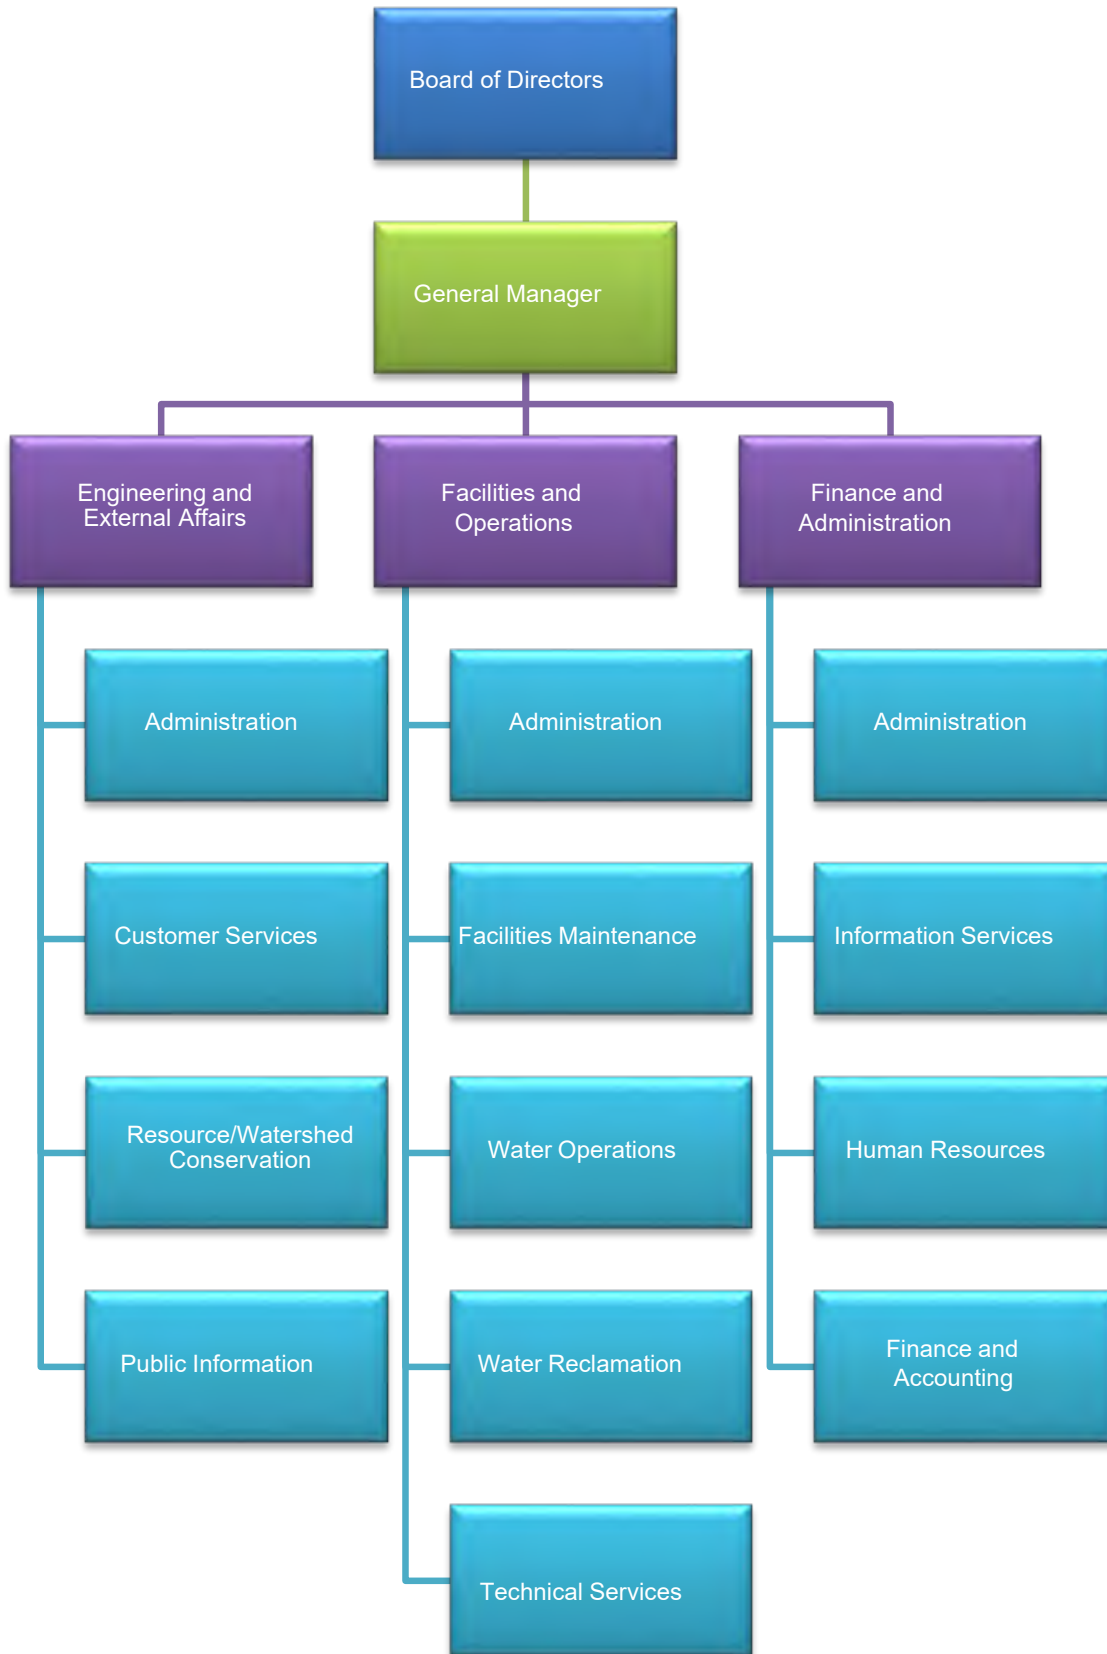 Board of Directors
General Manager
Engineering and
External Affairs
Facilities and
Operations
Finance and
Administration
Administration
Administration
Administration
Customer Services
Facilities Maintenance
Information Services
Resource/Watershed
Conservation
Water Operations
Human Resources
Public Information
Water Reclamation
Finance and
Accounting
Technical Services